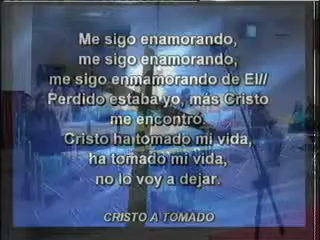 Me sigo enamorando,
me sigo enamorando,
me sigo enmamorando de El//
Perdido estaba yo, mas Cristo
me encontró.
Cristo ha tomado mi vida,
ha tomado mi vida,
no lo voy a dejar.
CRISTO A TOMADO